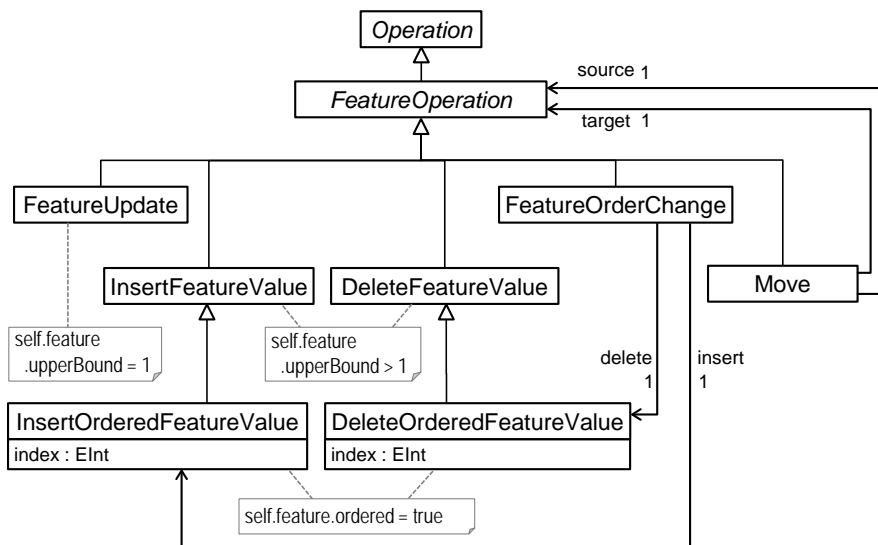 Operation
source 1
FeatureOperation
target 1
FeatureUpdate
FeatureOrderChange
InsertFeatureValue
DeleteFeatureValue
Move
self.feature
.upperBound = 1
self.feature
.upperBound > 1
delete
1
insert
1
InsertOrderedFeatureValue
index : EInt
DeleteOrderedFeatureValue
index : EInt
self.feature.ordered = true